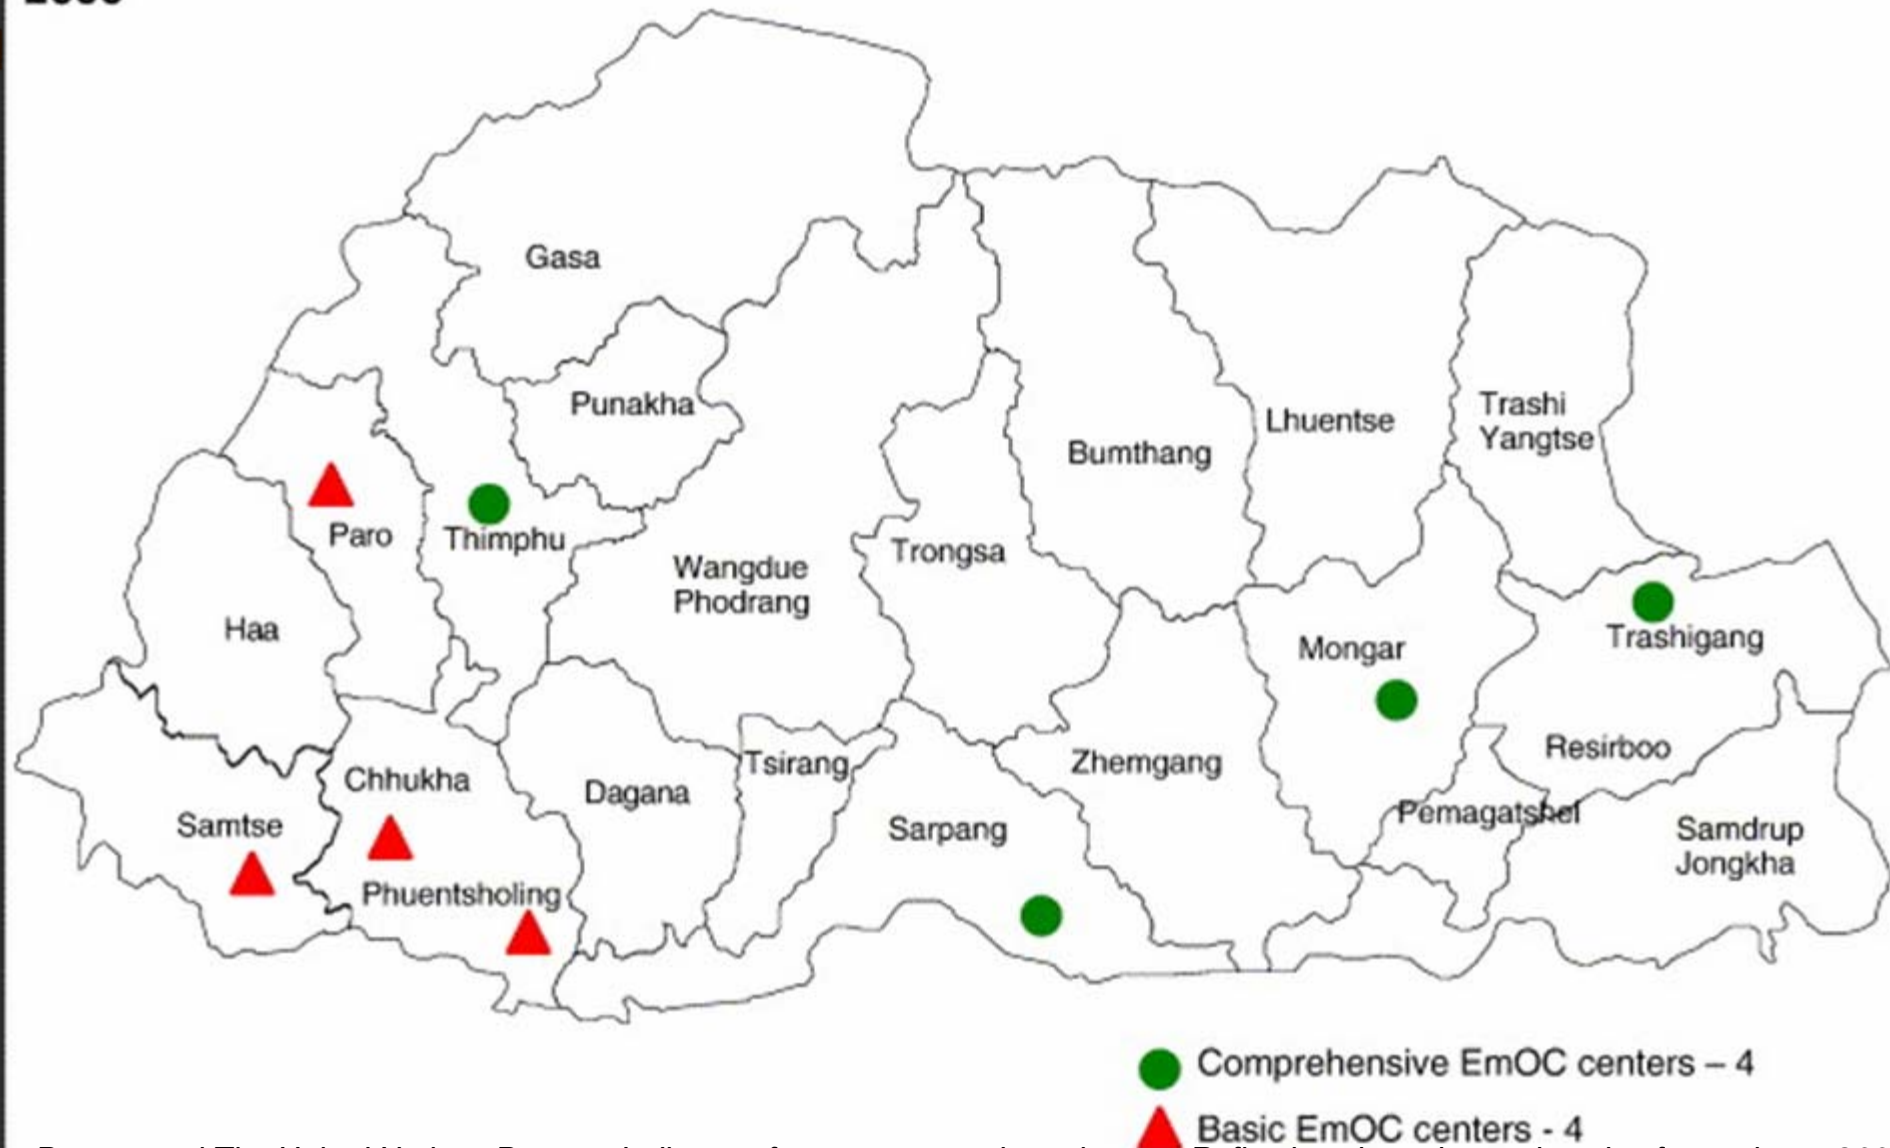 Gasa
Punakha
Trashi
Yangtse
Lhuentse
Bumthang
Paro
Thimphu
Trongsa
Wangdue
Phodrang
Haa
Mongar
Trashigang
Resirboo
Chhukha
Tsirang
Zhemgang
Dagana
Pemagatshel
Samtse
Sarpang
Samdrup
Jongkha
Phuentsholing
Comprehensive EmOC centers – 4
Basic EmOC centers - 4